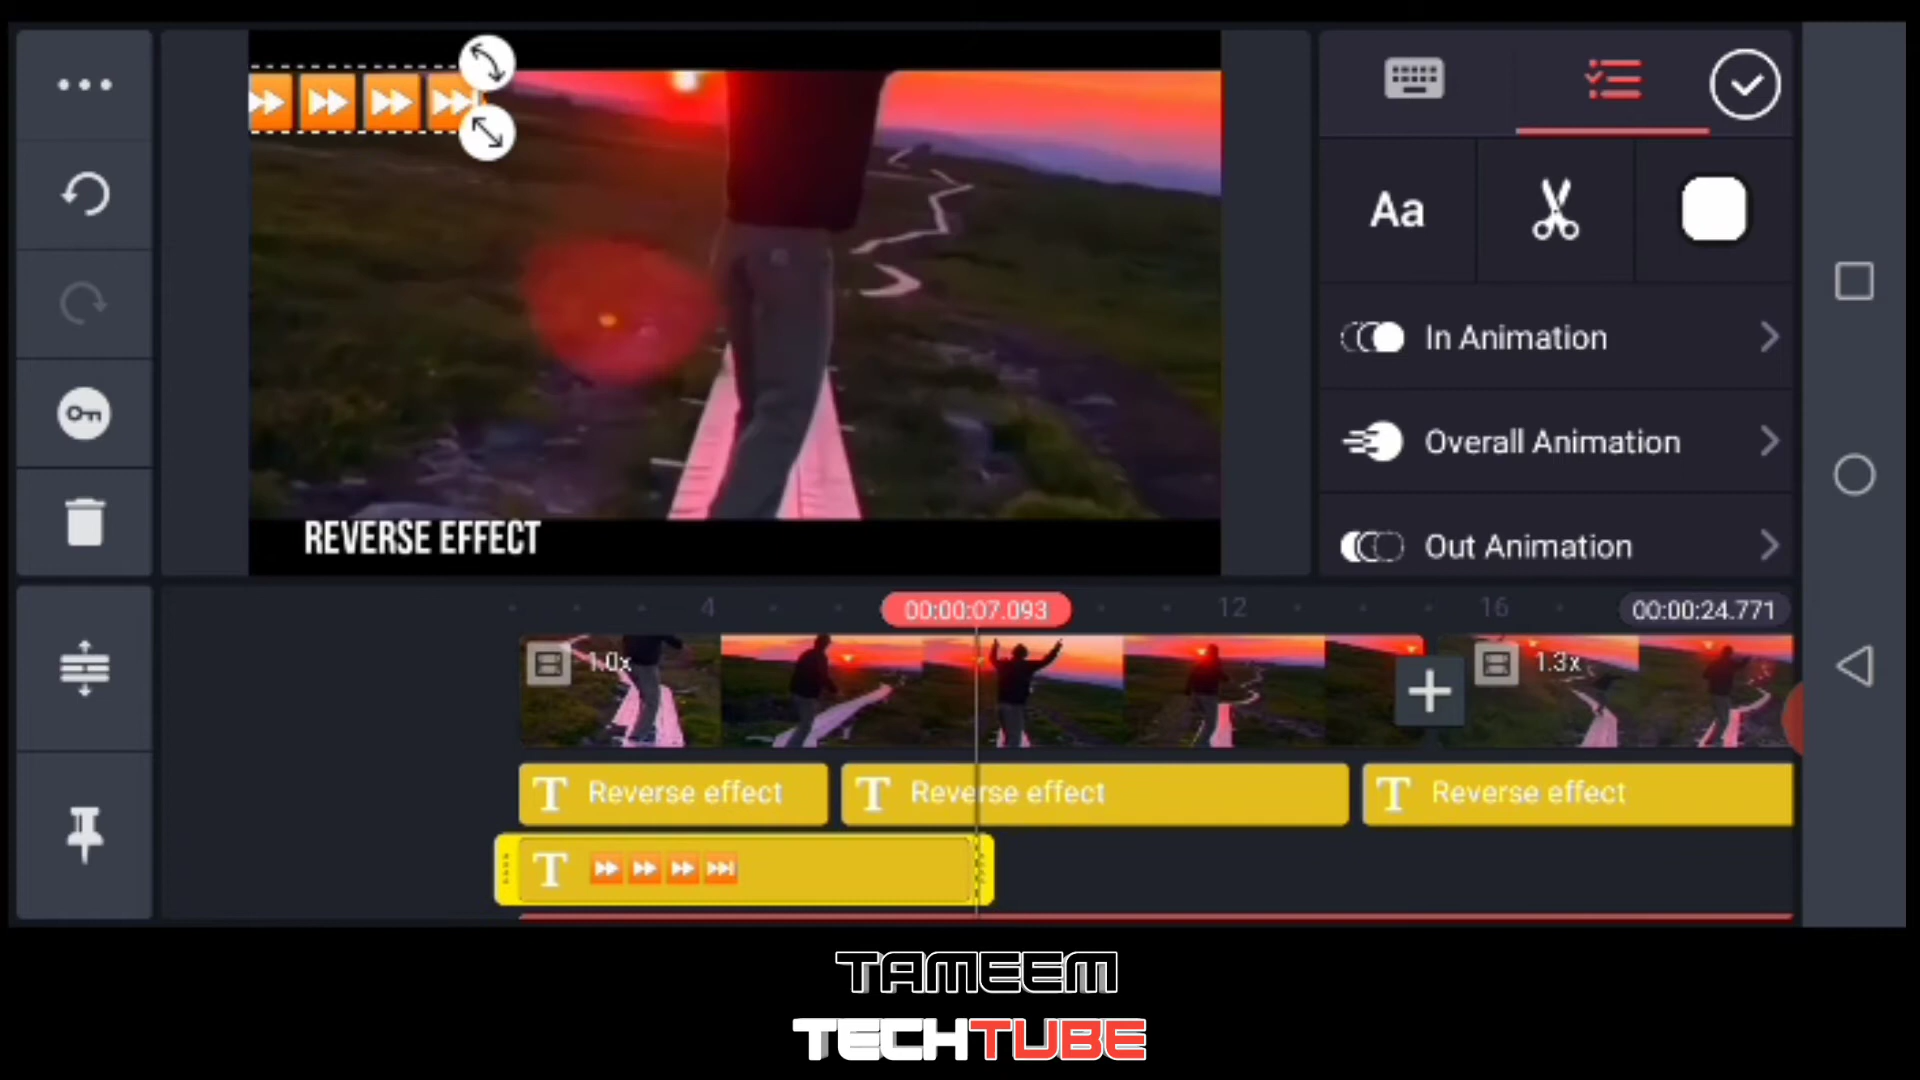 Aa
In Animation
Overall Animation
Out Animation
REVERSE EFFECT
4
00:00:07.093
12
16
00:00:24.771
1.0x
1.3x
T Reverse effect
T Reverse effect
T Reverse effect
T ⏩⏩⏩⏭
TAMEEM
TECHTUBE